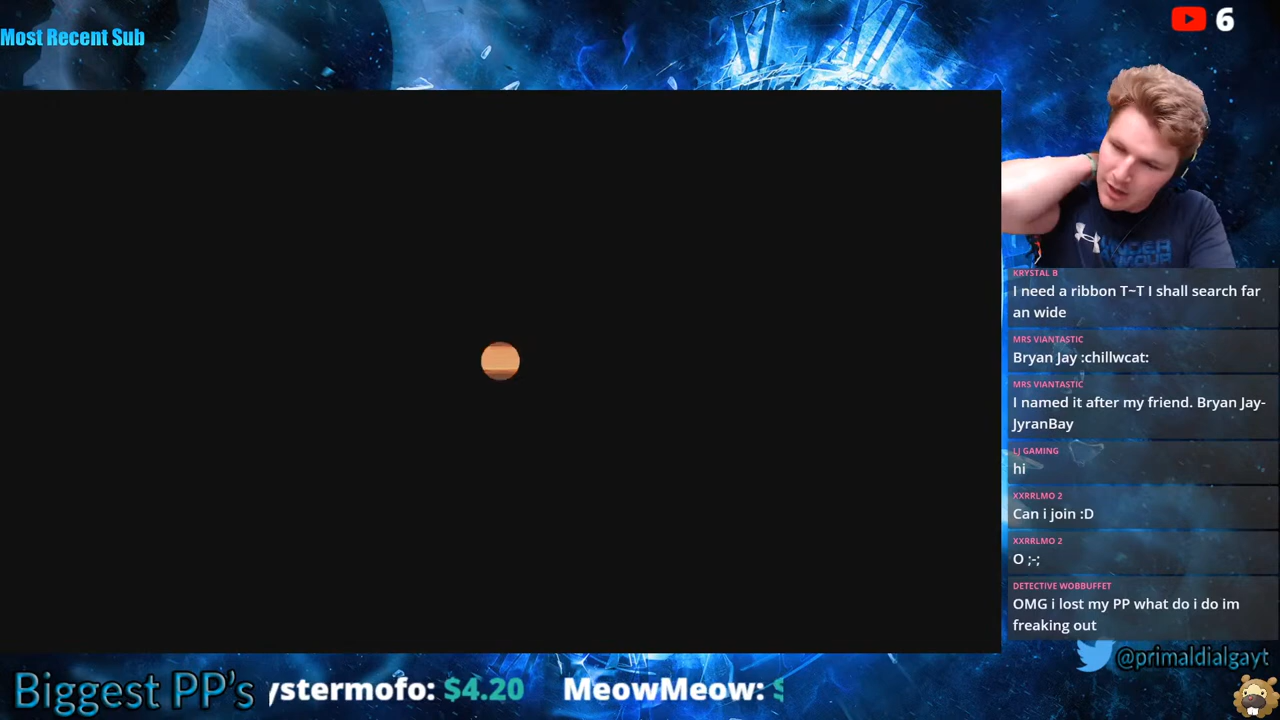 Most Recent Sub
6
UNDER
ARMOUR
KRYSTAL B
I need a ribbon T~T I shall search far
an wide
MRS VIANTASTIC
Bryan Jay :chillwcat:
MRS VIANTASTIC
I named it after my friend. Bryan Jay-
JyranBay
LJ GAMING
hi
XXRRLMO 2
Can i join :D
XXRRLMO 2
O ;-;
DETECTIVE WOBBUFFET
OMG i lost my PP what do i do im
freaking out
@primaldialgayt
Biggest PP's ystermofo: $4.20 MeowMeow: $